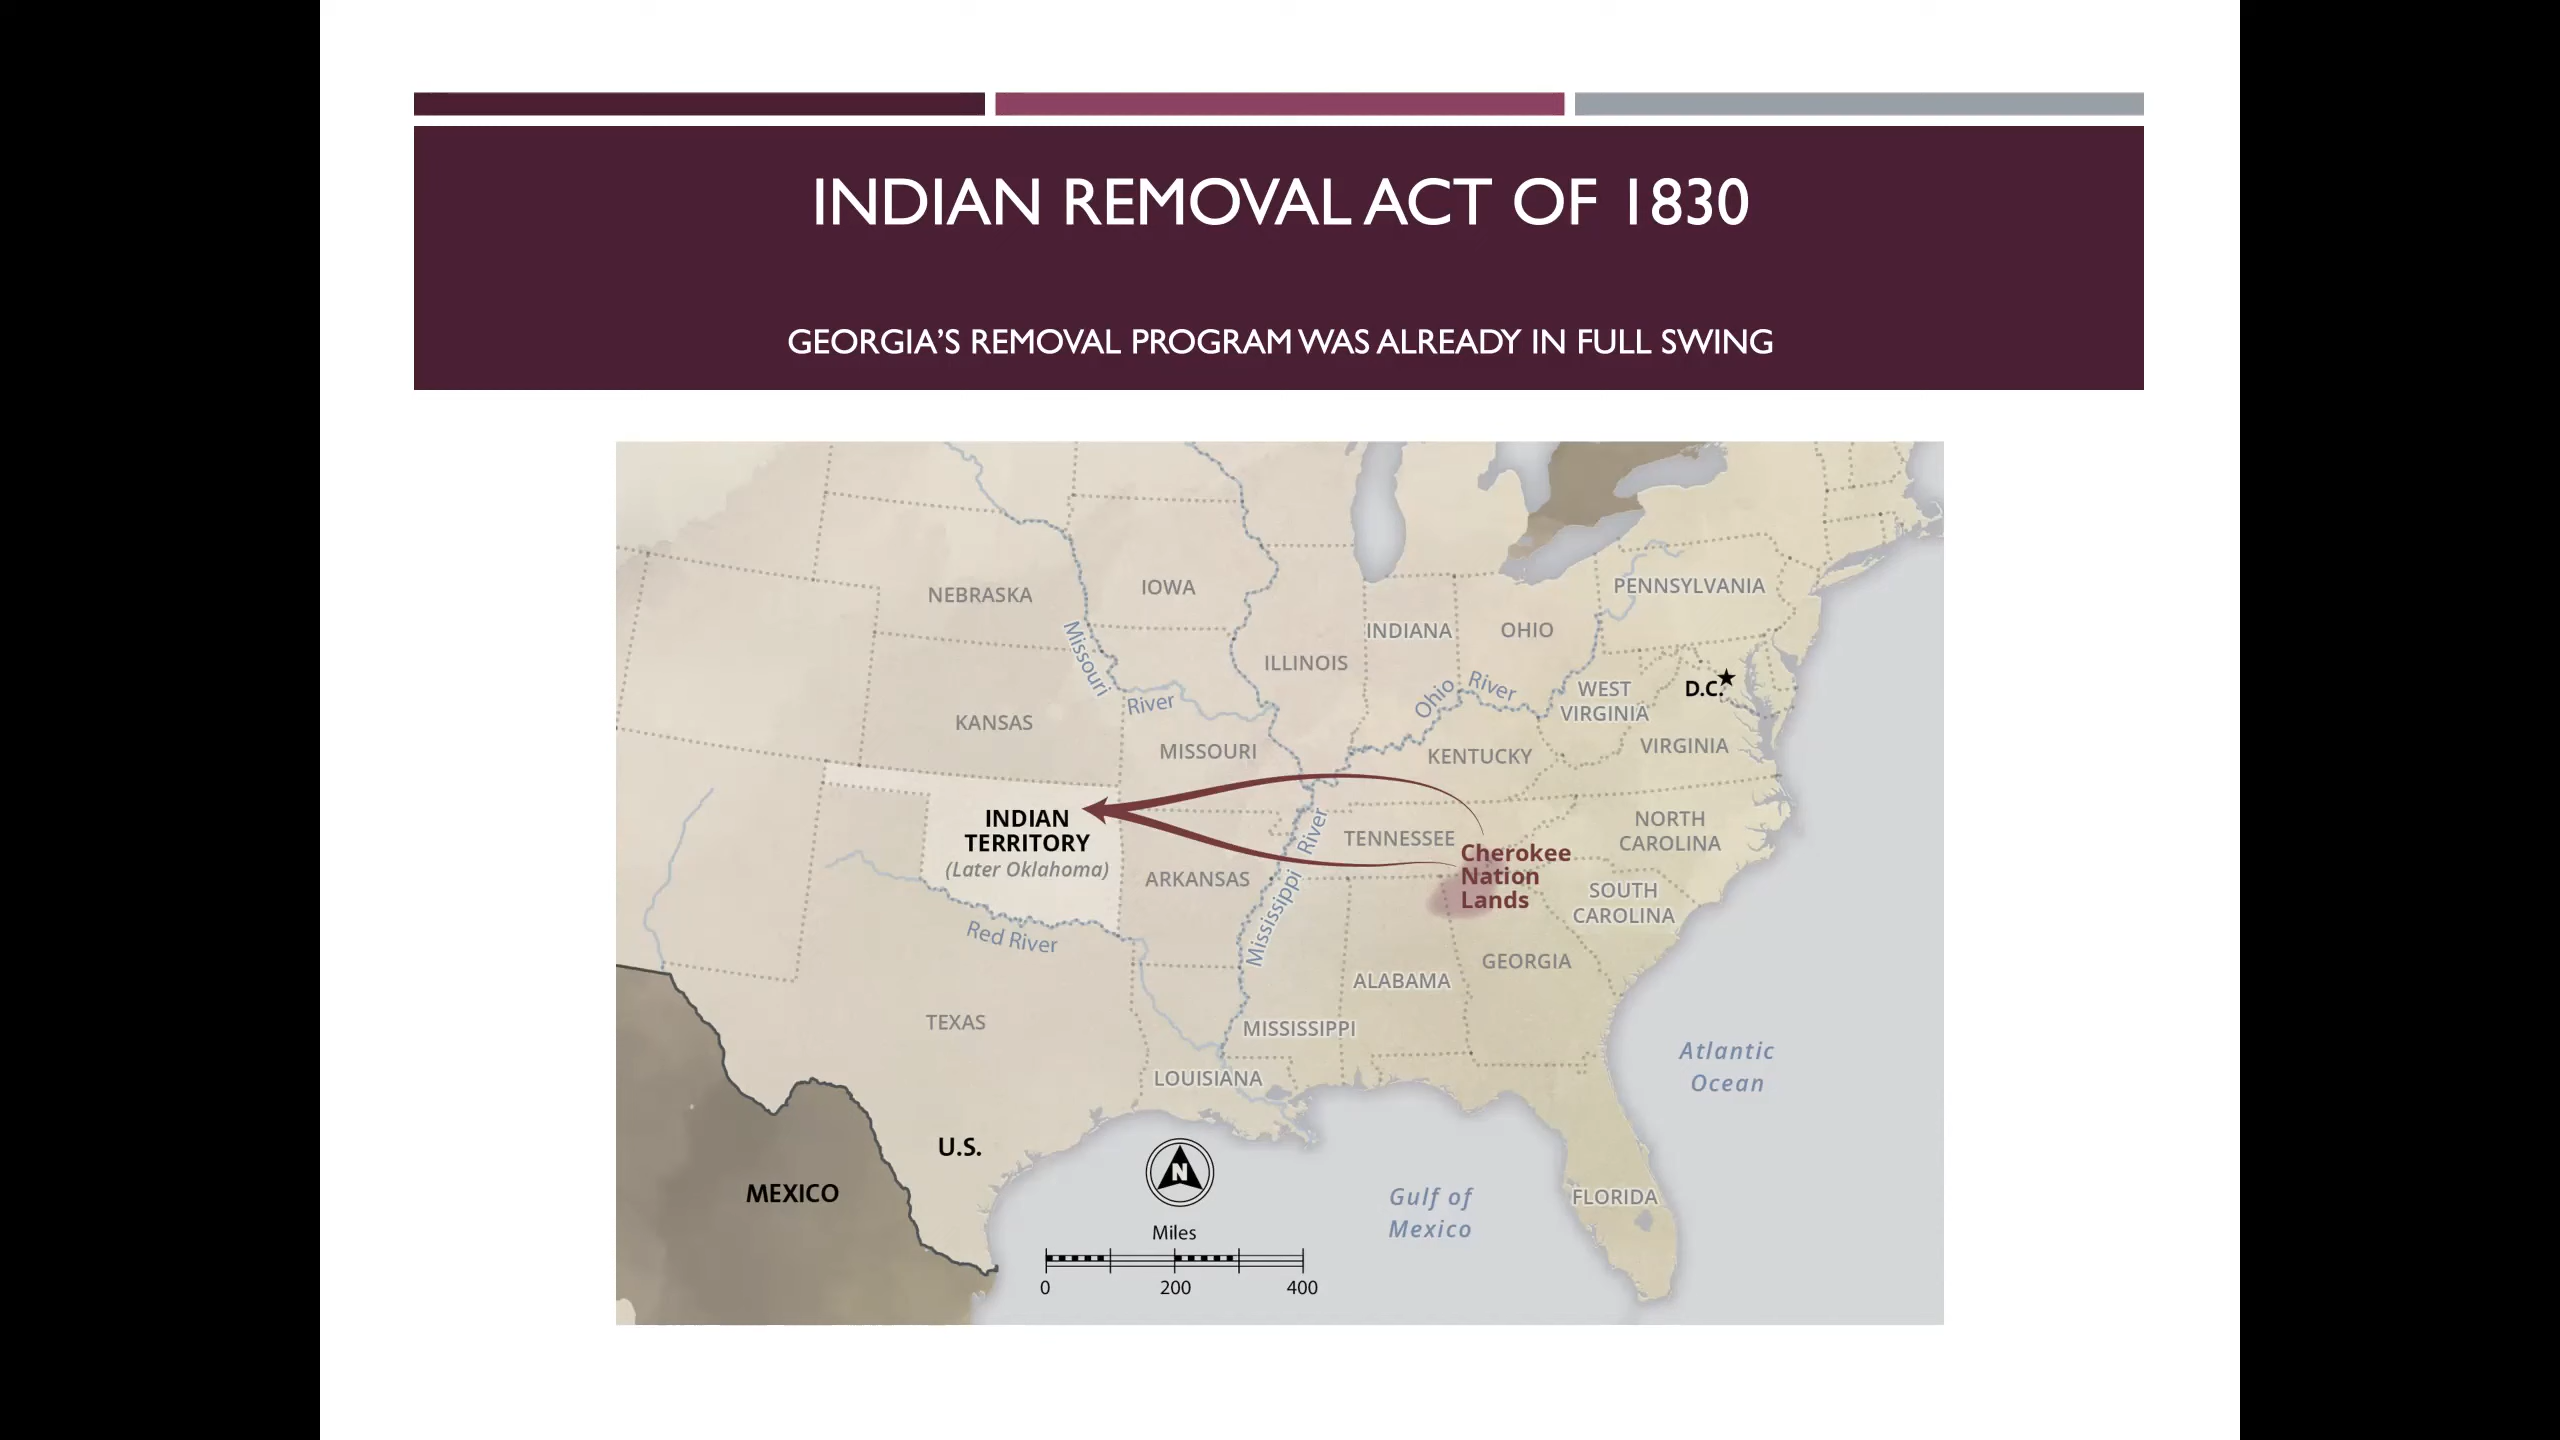 INDIAN REMOVAL ACT OF 1830
GEORGIA'S REMOVAL PROGRAM WAS ALREADY IN FULL SWING
NEBRASKA
IOWA
PENNSYLVANIA
INDIANA
OHIO
ILLINOIS
Missouri
River
Ohio
River
WEST
VIRGINIA
D.C.
KANSAS
MISSOURI
KENTUCKY
VIRGINIA
INDIAN
TERRITORY
(Later Oklahoma)
Mississippi
River
TENNESSEE
NORTH
CAROLINA
ARKANSAS
Cherokee
Nation
Lands
SOUTH
CAROLINA
Red River
GEORGIA
ALABAMA
TEXAS
MISSISSIPPI
LOUISIANA
Atlantic
Ocean
U.S.
MEXICO
N
Gulf of
Mexico
FLORIDA
Miles
0 200 400